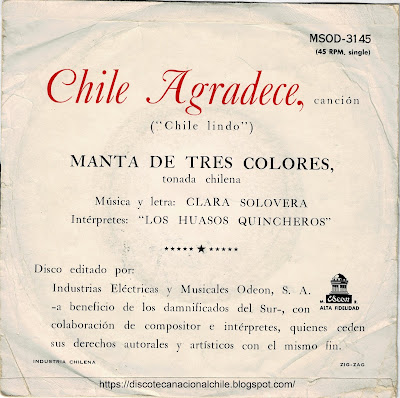 MSOD-3145
(45 RPM, single)
Chile Agradece, canción
("Chile lindo")
MANTA DE TRES COLORES,
tonada chilena
Música y letra: CLARA SOLOVERA
Intérpretes: "LOS HUASOS QUINCHEROS"
Disco editado por:
Industrias Eléctricas y Musicales Odeon, S. A.
-a beneficio de los damnificados del Sur-, con
colaboración de compositor e intérpretes, quienes ceden
sus derechos autorales y artísticos con el mismo fin.
Odeon
ALTA FIDELIDAD
INDUSTRIA CHILENA
ZIG-ZAG
https://discotecanacionalchile.blogspot.com/